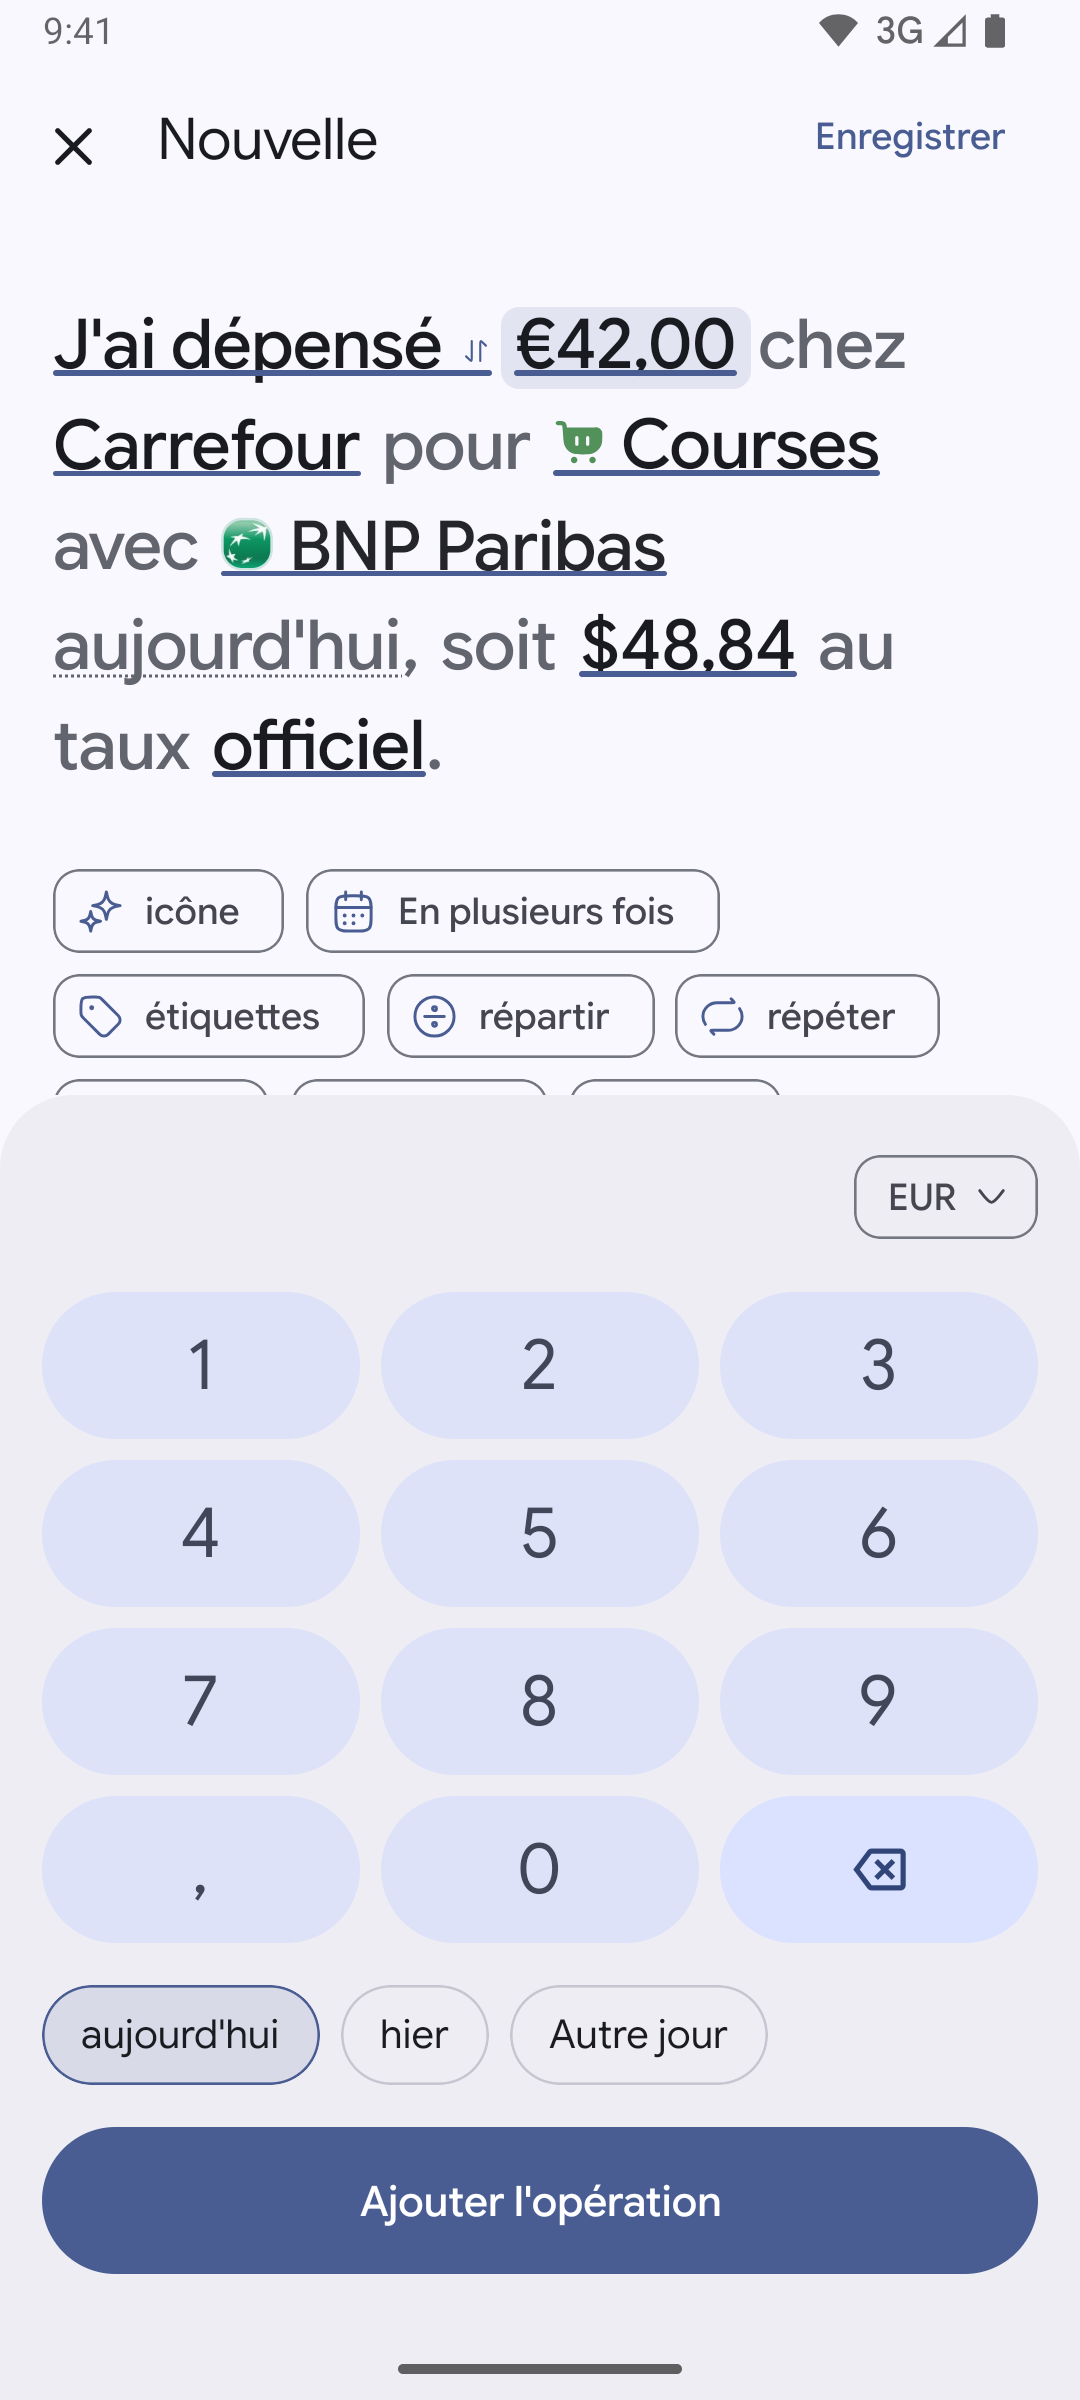 9:41
3G
Nouvelle
Enregistrer
J'ai dépensé €42,00 chez
Carrefour pour Courses
avec BNP Paribas
aujourd'hui, soit $48,84 au
taux officiel.
icône
En plusieurs fois
étiquettes
répartir
répéter
EUR
1
2
3
4
5
6
7
8
9
,
0
aujourd'hui
hier
Autre jour
Ajouter l'opération